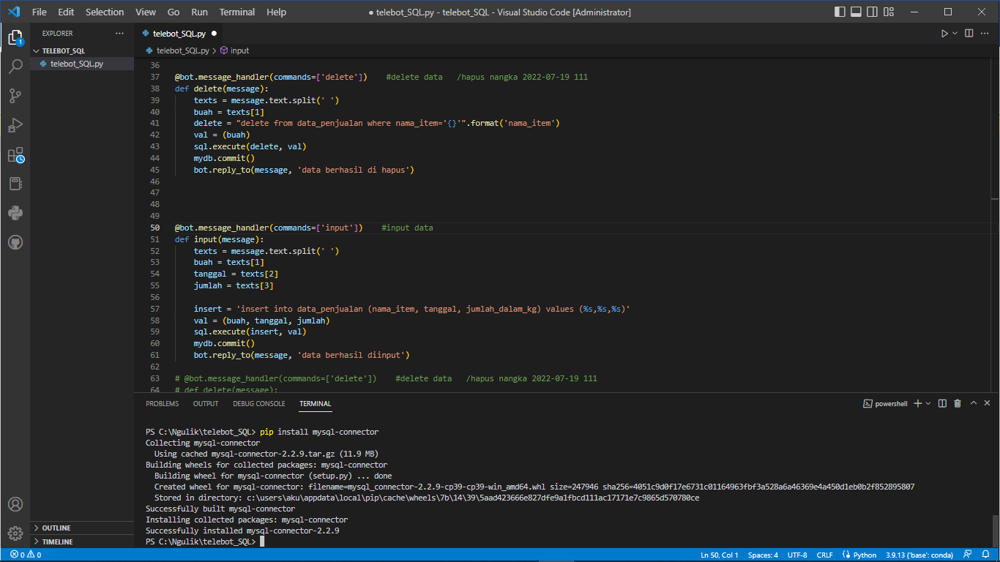 File Edit Selection View Go Run Terminal Help ● telebot_SQL.py - telebot_SQL - Visual Studio Code [Administrator]
EXPLORER ···
telebot_SQL.py ●
TELEBOT_SQL
telebot_SQL.py > input
1
telebot_SQL.py
36
37 @bot.message_handler(commands=['delete']) #delete data /hapus nangka 2022-07-19 111
38 def delete(message):
39 texts = message.text.split(' ')
40 buah = texts[1]
41 delete = "delete from data_penjualan where nama_item='{}'".format('nama_item')
42 val = (buah)
43 sql.execute(delete, val)
44 mydb.commit()
45 bot.reply_to(message, 'data berhasil di hapus')
46
47
48
49
50 @bot.message_handler(commands=['input']) #input data
51 def input(message):
52 texts = message.text.split(' ')
53 buah = texts[1]
54 tanggal = texts[2]
55 jumlah = texts[3]
56
57 insert = 'insert into data_penjualan (nama_item, tanggal, jumlah_dalam_kg) values (%s,%s,%s)'
58 val = (buah, tanggal, jumlah)
59 sql.execute(insert, val)
60 mydb.commit()
61 bot.reply_to(message, 'data berhasil diinput')
62
63 # @bot.message_handler(commands=['delete']) #delete data /hapus nangka 2022-07-19 111
64 # def delete(message):
PROBLEMS OUTPUT DEBUG CONSOLE TERMINAL
powershell
PS C:\Ngulik\telebot_SQL> pip install mysql-connector
Collecting mysql-connector
Using cached mysql-connector-2.2.9.tar.gz (11.9 MB)
Building wheels for collected packages: mysql-connector
Building wheel for mysql-connector (setup.py) ... done
Created wheel for mysql-connector: filename=mysql_connector-2.2.9-cp39-cp39-win_amd64.whl size=247946 sha256=4051c9d0f17e6731c01164963fbf3a528a6a46369e4a450d1eb0b2f852895807
Stored in directory: c:\users\aku\appdata\local\pip\cache\wheels\7b\14\39\5aad423666e827dfe9a1fbcd111ac17171e7c9865d570780ce
Successfully built mysql-connector
Installing collected packages: mysql-connector
Successfully installed mysql-connector-2.2.9
PS C:\Ngulik\telebot_SQL>
OUTLINE
TIMELINE
0 0 Ln 50, Col 1 Spaces: 4 UTF-8 CRLF Python 3.9.13 ('base': conda)